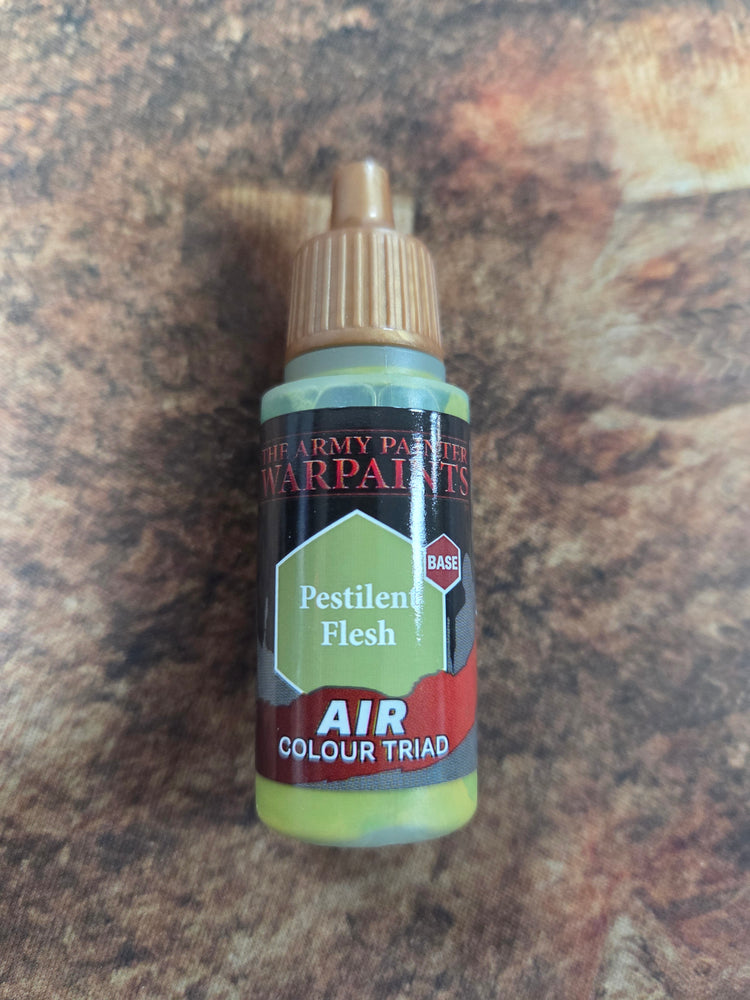 THE ARMY PAINTER
WARPAINTS
BASE
Pestilent
Flesh
AIR
COLOUR TRIAD